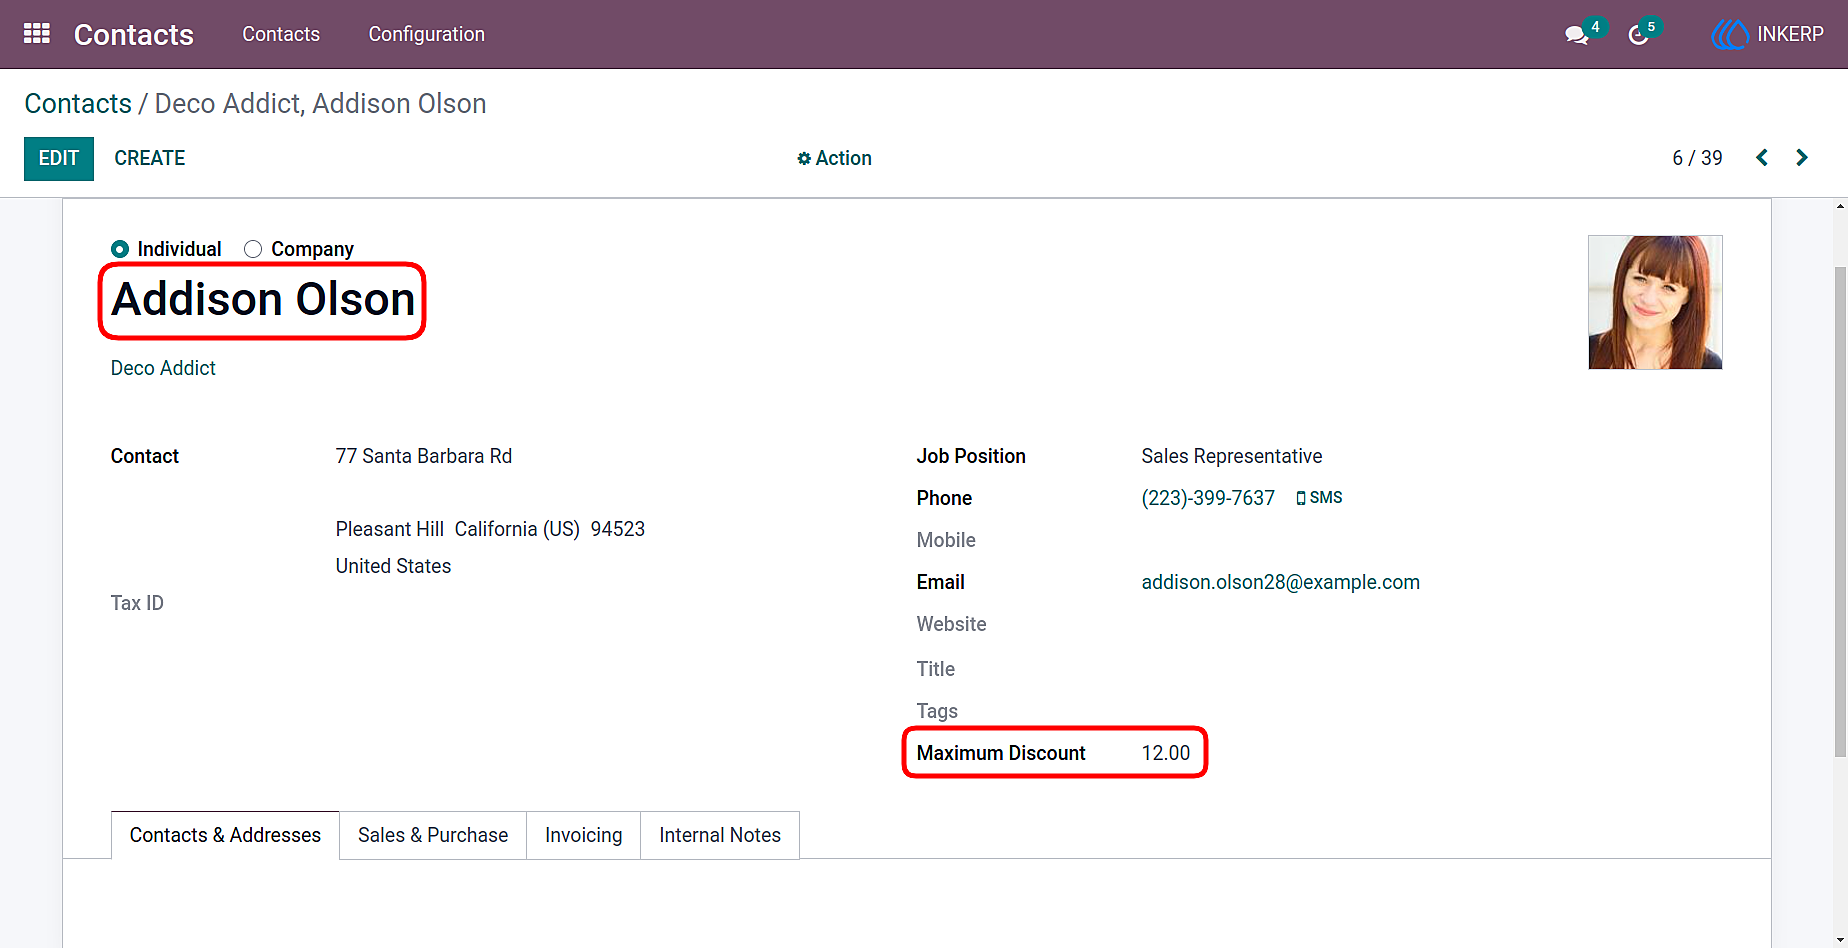 Contacts Contacts Configuration 4 5 INKERP
Contacts / Deco Addict, Addison Olson
EDIT CREATE Action 6 / 39
Individual Company
Addison Olson
Deco Addict
Contact 77 Santa Barbara Rd
Pleasant Hill California (US) 94523
United States
Tax ID
Job Position Sales Representative
Phone (223)-399-7637 SMS
Mobile
Email addison.olson28@example.com
Website
Title
Tags
Maximum Discount 12.00
Contacts & Addresses Sales & Purchase Invoicing Internal Notes